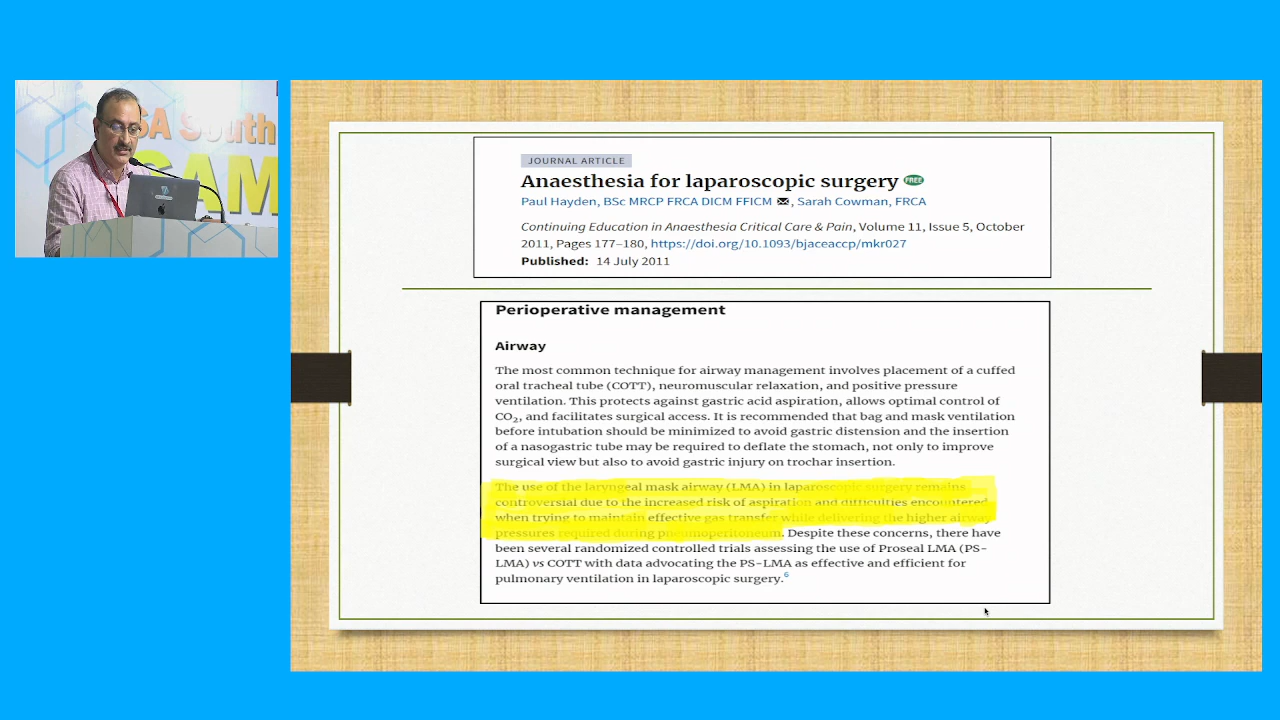 SA South
SAM
JOURNAL ARTICLE
Anaesthesia for laparoscopic surgery FREE
Paul Hayden, BSc MRCP FRCA DICM FFICM ✉, Sarah Cowman, FRCA
Continuing Education in Anaesthesia Critical Care & Pain, Volume 11, Issue 5, October
2011, Pages 177–180, https://doi.org/10.1093/bjaceaccp/mkr027
Published: 14 July 2011
Perioperative management
Airway
The most common technique for airway management involves placement of a cuffed
oral tracheal tube (COTT), neuromuscular relaxation, and positive pressure
ventilation. This protects against gastric acid aspiration, allows optimal control of
CO₂, and facilitates surgical access. It is recommended that bag and mask ventilation
before intubation should be minimized to avoid gastric distension and the insertion
of a nasogastric tube may be required to deflate the stomach, not only to improve
surgical view but also to avoid gastric injury on trochar insertion.
The use of the laryngeal mask airway (LMA) in laparoscopic surgery remains
controversial due to the increased risk of aspiration and difficulties encountered
when trying to maintain effective gas transfer while delivering the higher airway
pressures required during pneumoperitoneum. Despite these concerns, there have
been several randomized controlled trials assessing the use of Proseal LMA (PS-
LMA) vs COTT with data advocating the PS-LMA as effective and efficient for
pulmonary ventilation in laparoscopic surgery.⁶